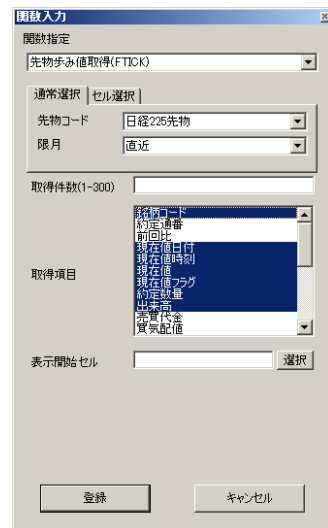 関数入力
関数指定
先物歩み値取得(FTICK)
通常選択 セル選択
先物コード 日経225先物
限月 直近
取得件数(1-300)
取得項目
銘柄コード
約定通番
前回比
現在値日付
現在値時刻
現在値
現在値フラグ
約定数量
出来高
売買代金
買気配値
表示開始セル 選択
登録 キャンセル